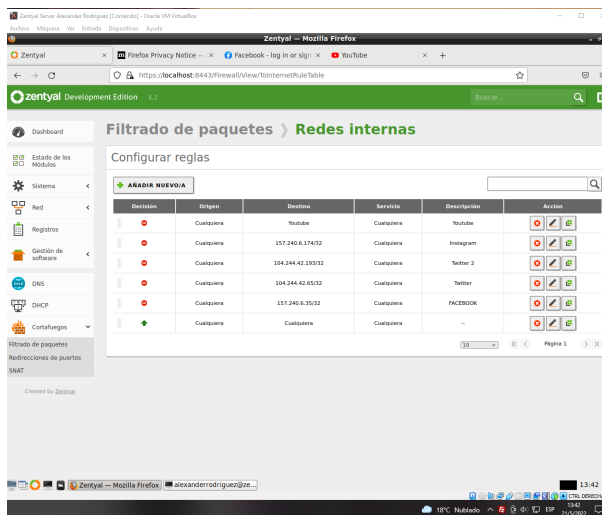 Zentyal Server Alexander Rodriguez [Corriendo] - Oracle VM VirtualBox
Archivo Máquina Ver Entrada Dispositivos Ayuda
Zentyal — Mozilla Firefox
Zentyal × Firefox Privacy Notice — × Facebook - log in or sign × YouTube × +
https://localhost:8443/Firewall/View/ToInternetRuleTable
zentyal Development Edition 6.2 Buscar...
Dashboard
Estado de los Módulos
Sistema
Red
Registros
Gestión de software
DNS
DHCP
Cortafuegos
Filtrado de paquetes
Redirecciones de puertos
SNAT
Created by Zentyal
Filtrado de paquetes ❭ Redes internas
Configurar reglas
+ AÑADIR NUEVO/A
Decisión Origen Destino Servicio Descripción Acción
Cualquiera Youtube Cualquiera Youtube
Cualquiera 157.240.6.174/32 Cualquiera Instagram
Cualquiera 104.244.42.193/32 Cualquiera Twitter 2
Cualquiera 104.244.42.65/32 Cualquiera Twitter
Cualquiera 157.240.6.35/32 Cualquiera FACEBOOK
Cualquiera Cualquiera Cualquiera --
10 Página 1
Zentyal — Mozilla Firefox alexanderrodriguez@ze... 13:42
CTRL DERECHA
18°C Nublado ESP 13:42
21/5/2022